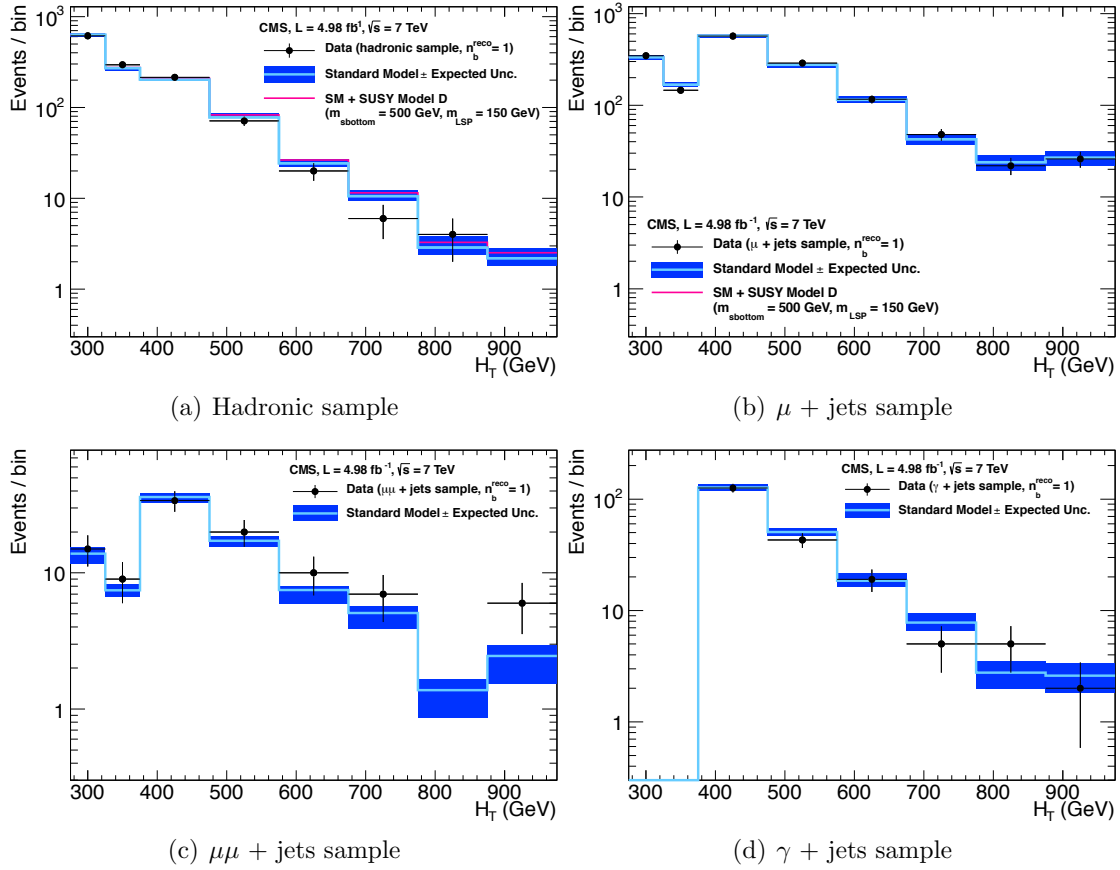 CMS, L = 4.98 fb⁻¹, √s = 7 TeV
Data (hadronic sample, n_b^reco = 1)
Standard Model ± Expected Unc.
SM + SUSY Model D
(m_sbottom = 500 GeV, m_LSP = 150 GeV)
Events / bin
10³
10²
10
1
300 400 500 600 700 800 900
H_T (GeV)
(a) Hadronic sample
CMS, L = 4.98 fb⁻¹, √s = 7 TeV
Data (μ + jets sample, n_b^reco = 1)
Standard Model ± Expected Unc.
SM + SUSY Model D
(m_sbottom = 500 GeV, m_LSP = 150 GeV)
Events / bin
10³
10²
10
1
300 400 500 600 700 800 900
H_T (GeV)
(b) μ + jets sample
CMS, L = 4.98 fb⁻¹, √s = 7 TeV
Data (μμ + jets sample, n_b^reco = 1)
Standard Model ± Expected Unc.
Events / bin
10
1
300 400 500 600 700 800 900
H_T (GeV)
(c) μμ + jets sample
CMS, L = 4.98 fb⁻¹, √s = 7 TeV
Data (γ + jets sample, n_b^reco = 1)
Standard Model ± Expected Unc.
Events / bin
10²
10
1
300 400 500 600 700 800 900
H_T (GeV)
(d) γ + jets sample